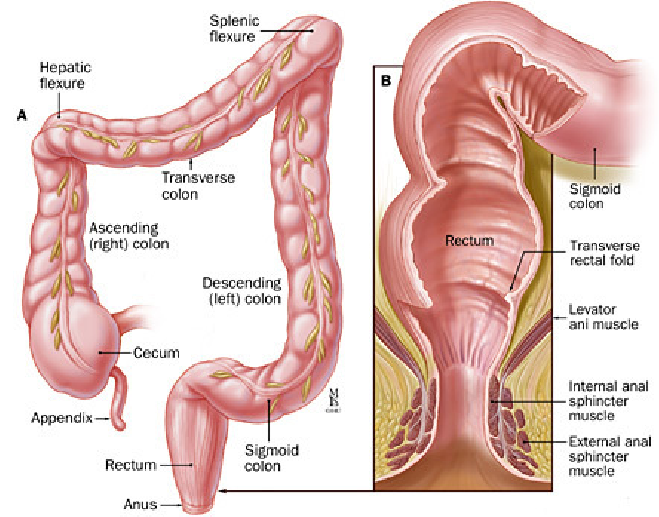 Splenic
flexure
Hepatic
flexure
A
Transverse
colon
Ascending
(right) colon
Descending
(left) colon
Cecum
Appendix
Sigmoid
colon
Rectum
Anus
B
Sigmoid
colon
Rectum
Transverse
rectal fold
Levator
ani muscle
Internal anal
sphincter
muscle
External anal
sphincter
muscle